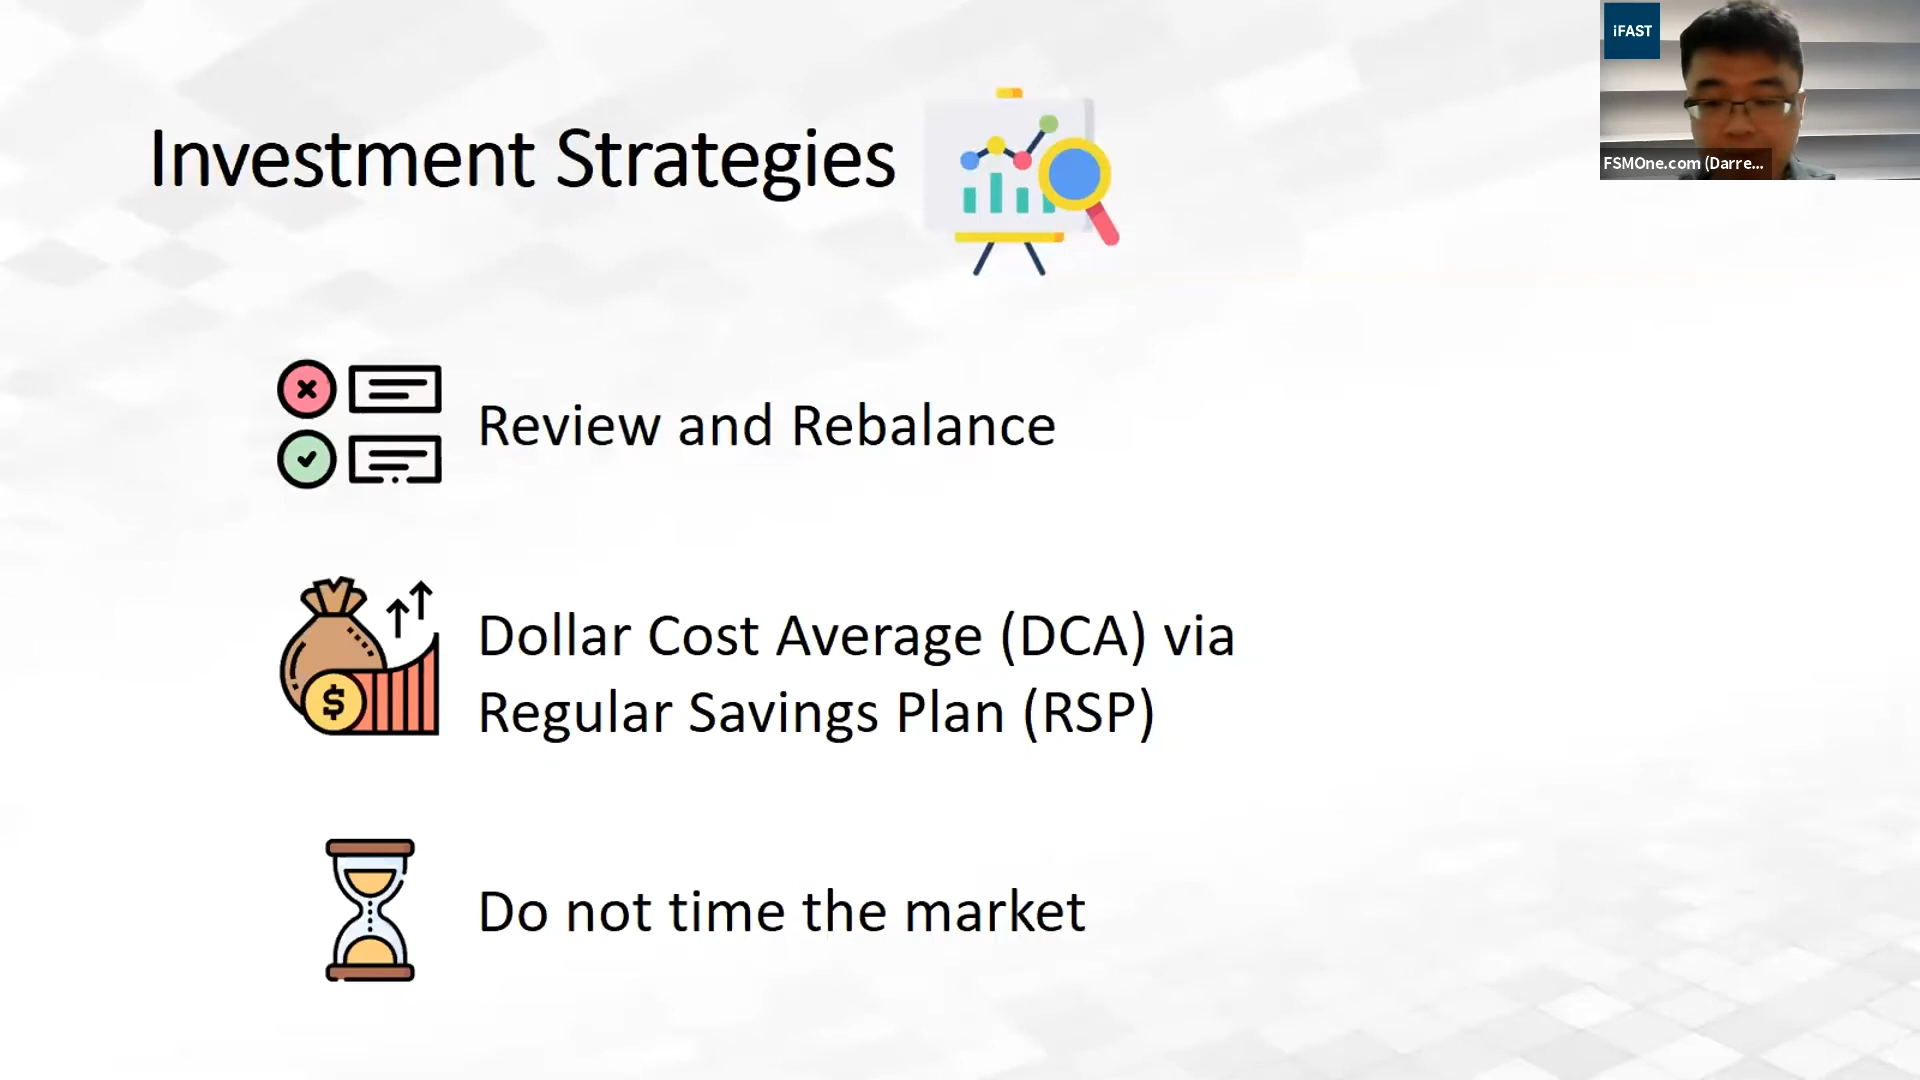 iFAST
Investment Strategies
FSMOne.com (Darre...
Review and Rebalance
$
Dollar Cost Average (DCA) via
Regular Savings Plan (RSP)
Do not time the market